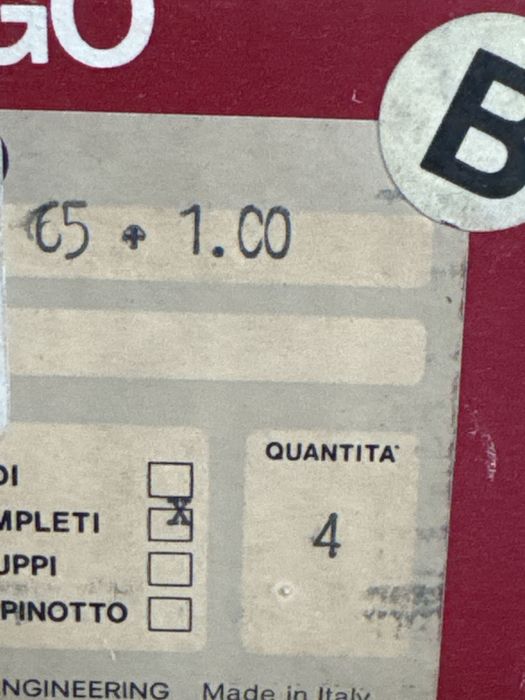 GO
B
65 + 1.00
QUANTITA'
DI
MPLETI X
4
UPPI
PINOTTO
NGINEERING Made in Italy